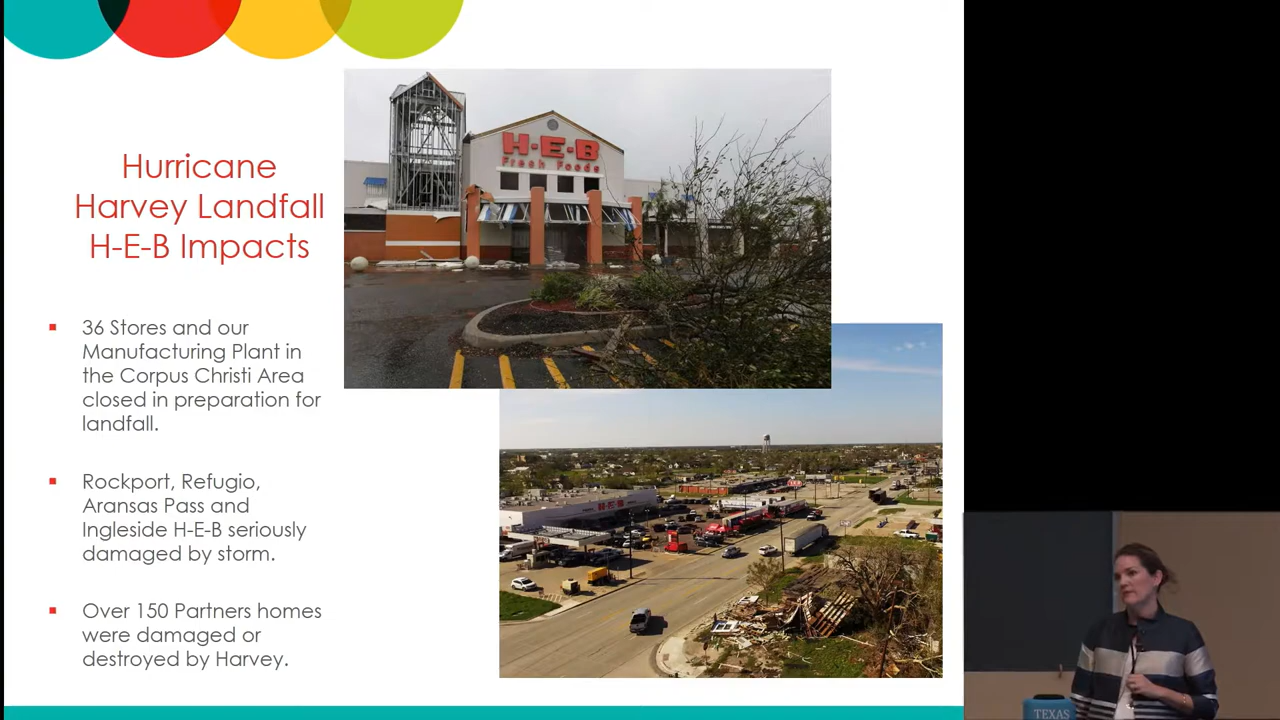 Hurricane
Harvey Landfall
H-E-B Impacts
36 Stores and our
Manufacturing Plant in
the Corpus Christi Area
closed in preparation for
landfall.
Rockport, Refugio,
Aransas Pass and
Ingleside H-E-B seriously
damaged by storm.
Over 150 Partners homes
were damaged or
destroyed by Harvey.
H-E-B
Fresh Foods
H-E-B
TEXAS